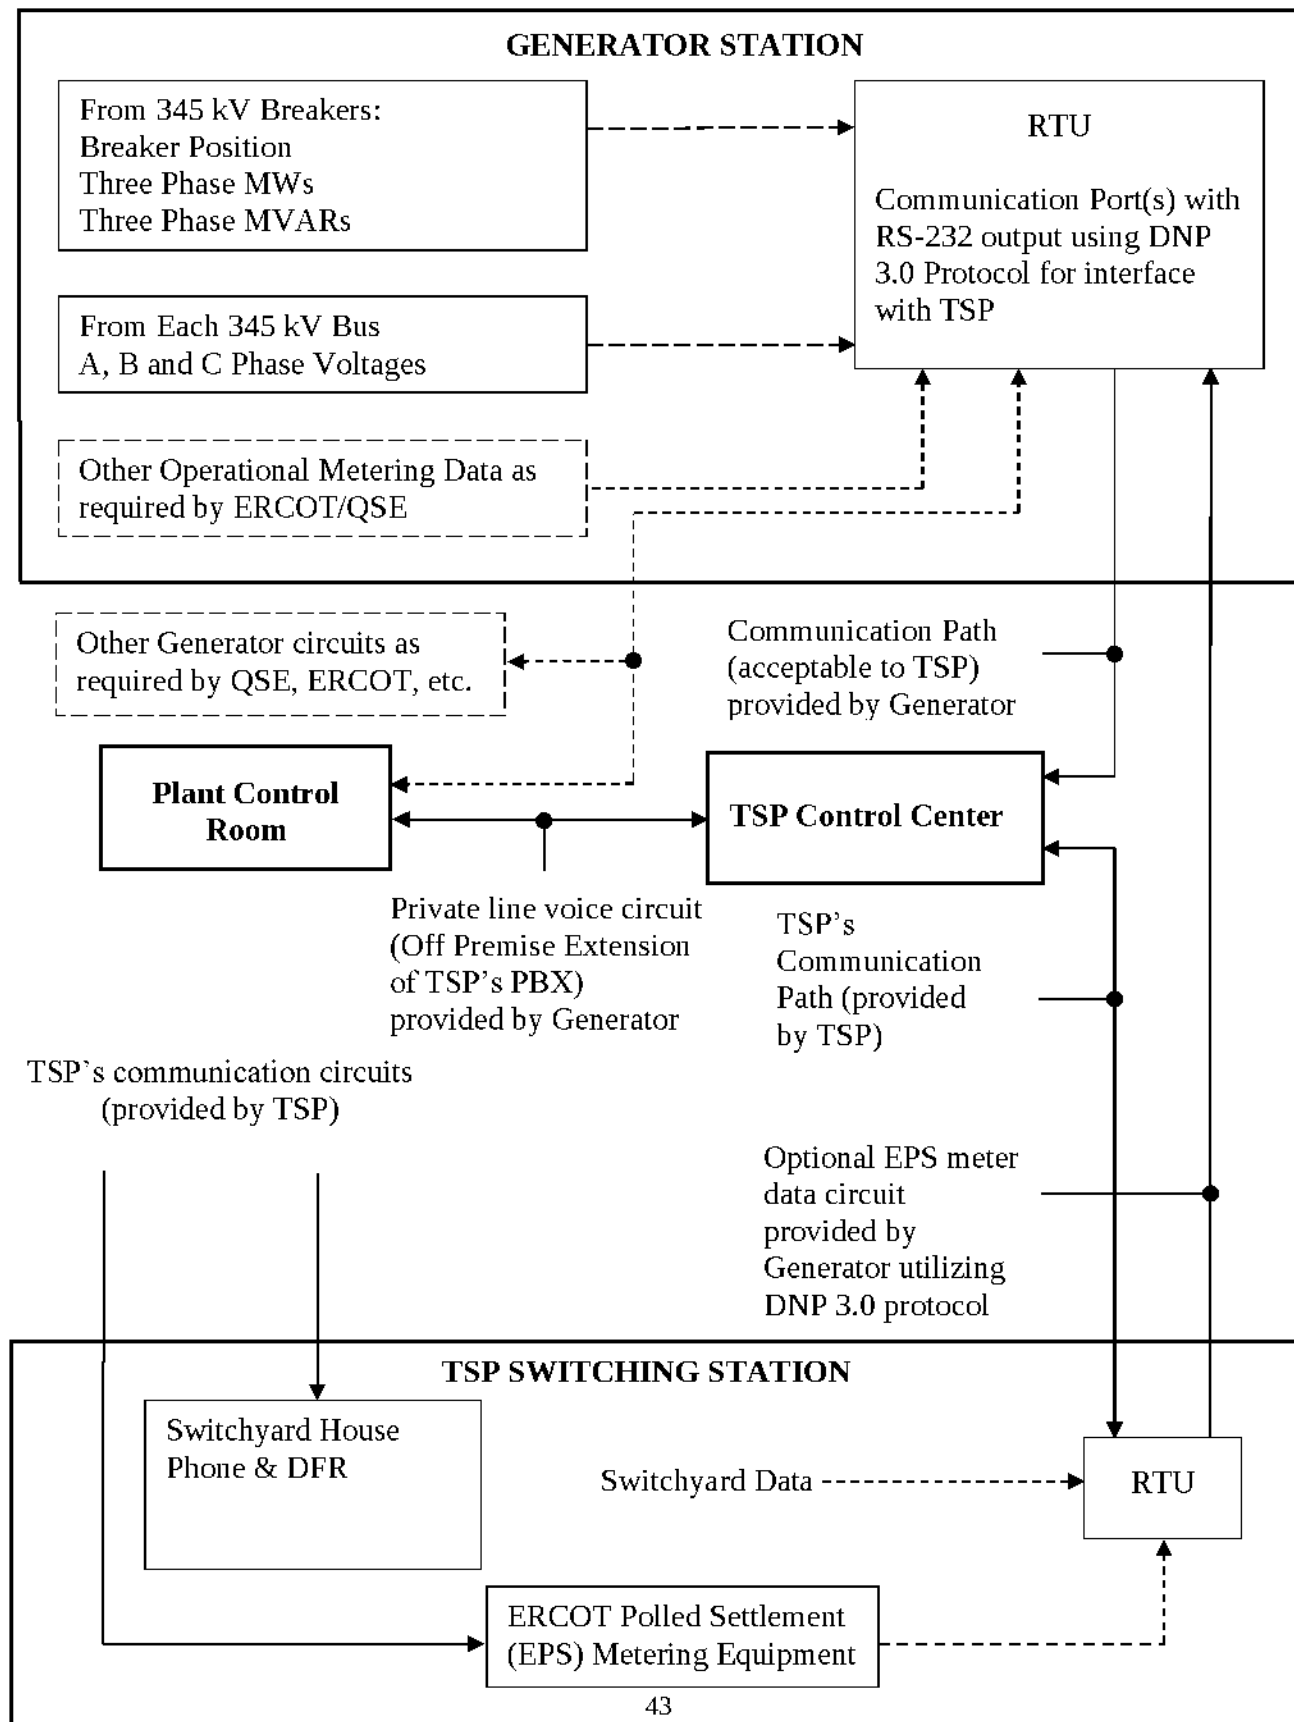 GENERATOR STATION
From 345 kV Breakers:
Breaker Position
Three Phase MWs
Three Phase MVARs
RTU
Communication Port(s) with
RS-232 output using DNP
3.0 Protocol for interface
with TSP
From Each 345 kV Bus
A, B and C Phase Voltages
Other Operational Metering Data as
required by ERCOT/QSE
Other Generator circuits as
required by QSE, ERCOT, etc.
Communication Path
(acceptable to TSP)
provided by Generator
Plant Control
Room
TSP Control Center
Private line voice circuit
(Off Premise Extension
of TSP’s PBX)
provided by Generator
TSP’s
Communication
Path (provided
by TSP)
TSP’s communication circuits
(provided by TSP)
Optional EPS meter
data circuit
provided by
Generator utilizing
DNP 3.0 protocol
TSP SWITCHING STATION
Switchyard House
Phone & DFR
Switchyard Data
RTU
ERCOT Polled Settlement
(EPS) Metering Equipment
43